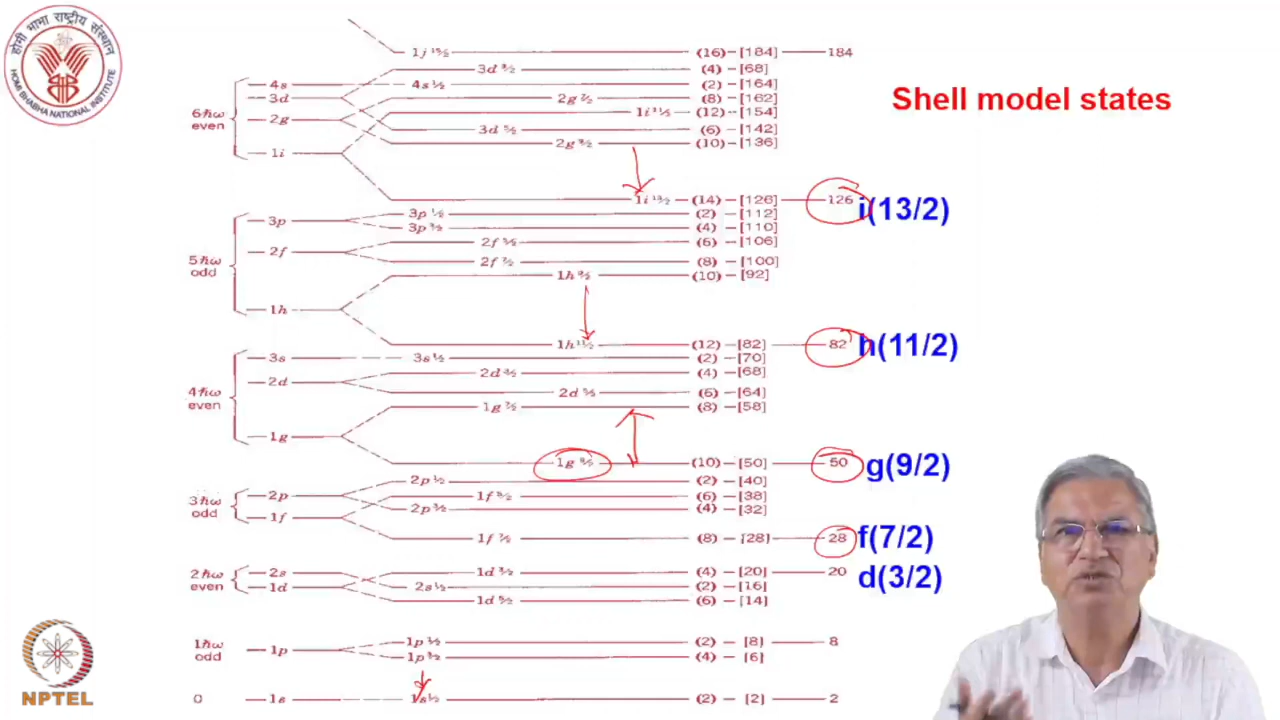 होमी भाभा राष्ट्रीय संस्थान
HOMI BHABHA NATIONAL INSTITUTE
Shell model states
1j 15/2 (16) – [184] 184
3d 3/2 (4) – [68]
4s 4s 1/2 (2) – [164]
3d 2g 7/2 (8) – [162]
6ħω even 2g 1i 11/2 (12) – [154]
3d 5/2 (6) – [142]
1i 2g 9/2 (10) – [136]
1i 13/2 (14) – [126] 126 i(13/2)
3p 3p 1/2 (2) – [112]
3p 3/2 (4) – [110]
2f 2f 5/2 (6) – [106]
5ħω odd 2f 7/2 (8) – [100]
1h 9/2 (10) – [92]
1h
1h 11/2 (12) – [82] 82 h(11/2)
3s 3s 1/2 (2) – [70]
2d 2d 3/2 (4) – [68]
4ħω even 2d 5/2 (6) – [64]
1g 7/2 (8) – [58]
1g
1g 9/2 (10) – [50] 50 g(9/2)
2p 1/2 (2) – [40]
3ħω odd 2p 1f 5/2 (6) – [38]
1f 2p 3/2 (4) – [32]
1f 7/2 (8) – [28] 28 f(7/2)
2ħω even 2s 1d 3/2 (4) – [20] 20 d(3/2)
1d 2s 1/2 (2) – [16]
1d 5/2 (6) – [14]
1ħω odd 1p 1p 1/2 (2) – [8] 8
1p 3/2 (4) – [6]
0 1s 1s 1/2 (2) – [2] 2
NPTEL